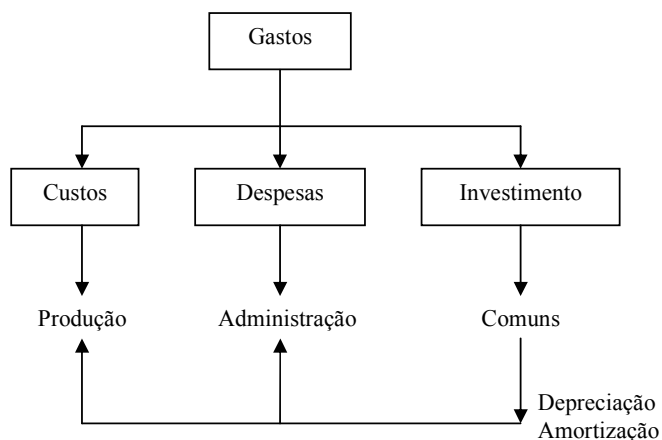 Gastos
Custos
Despesas
Investimento
Produção
Administração
Comuns
Depreciação
Amortização